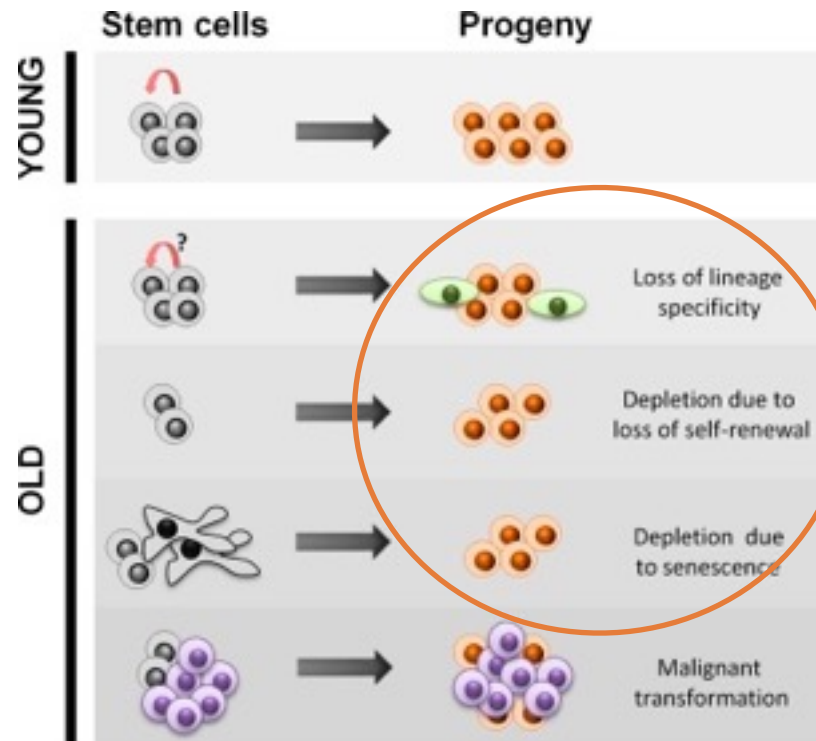 Stem cells
Progeny
YOUNG
?
Loss of lineage
specificity
OLD
Depletion due to
loss of self-renewal
Depletion due
to senescence
Malignant
transformation